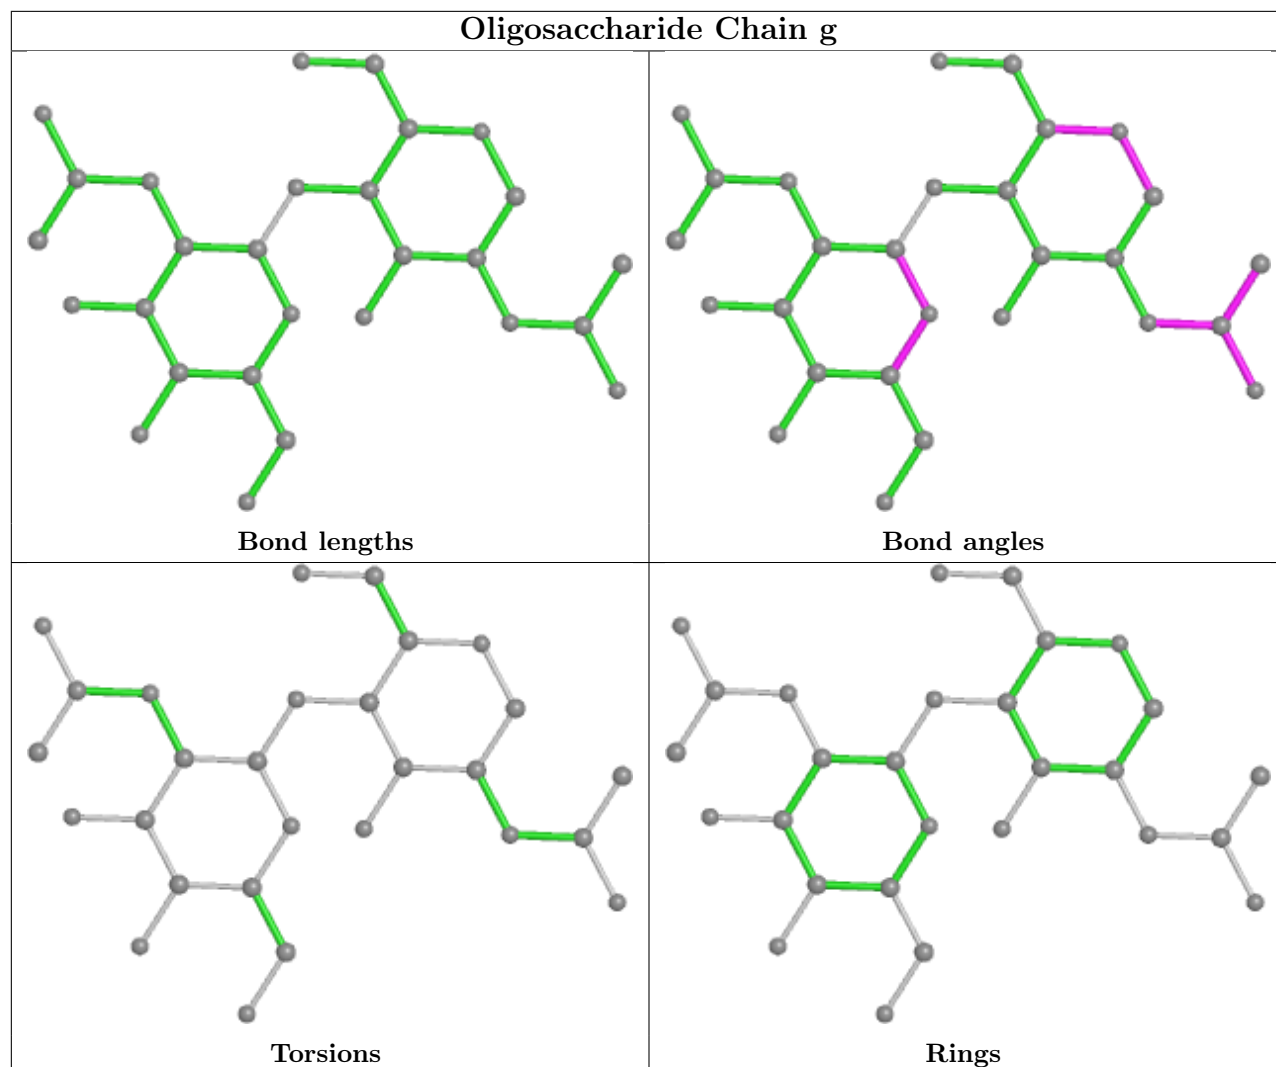 Oligosaccharide Chain g
Bond lengths
Bond angles
Torsions
Rings